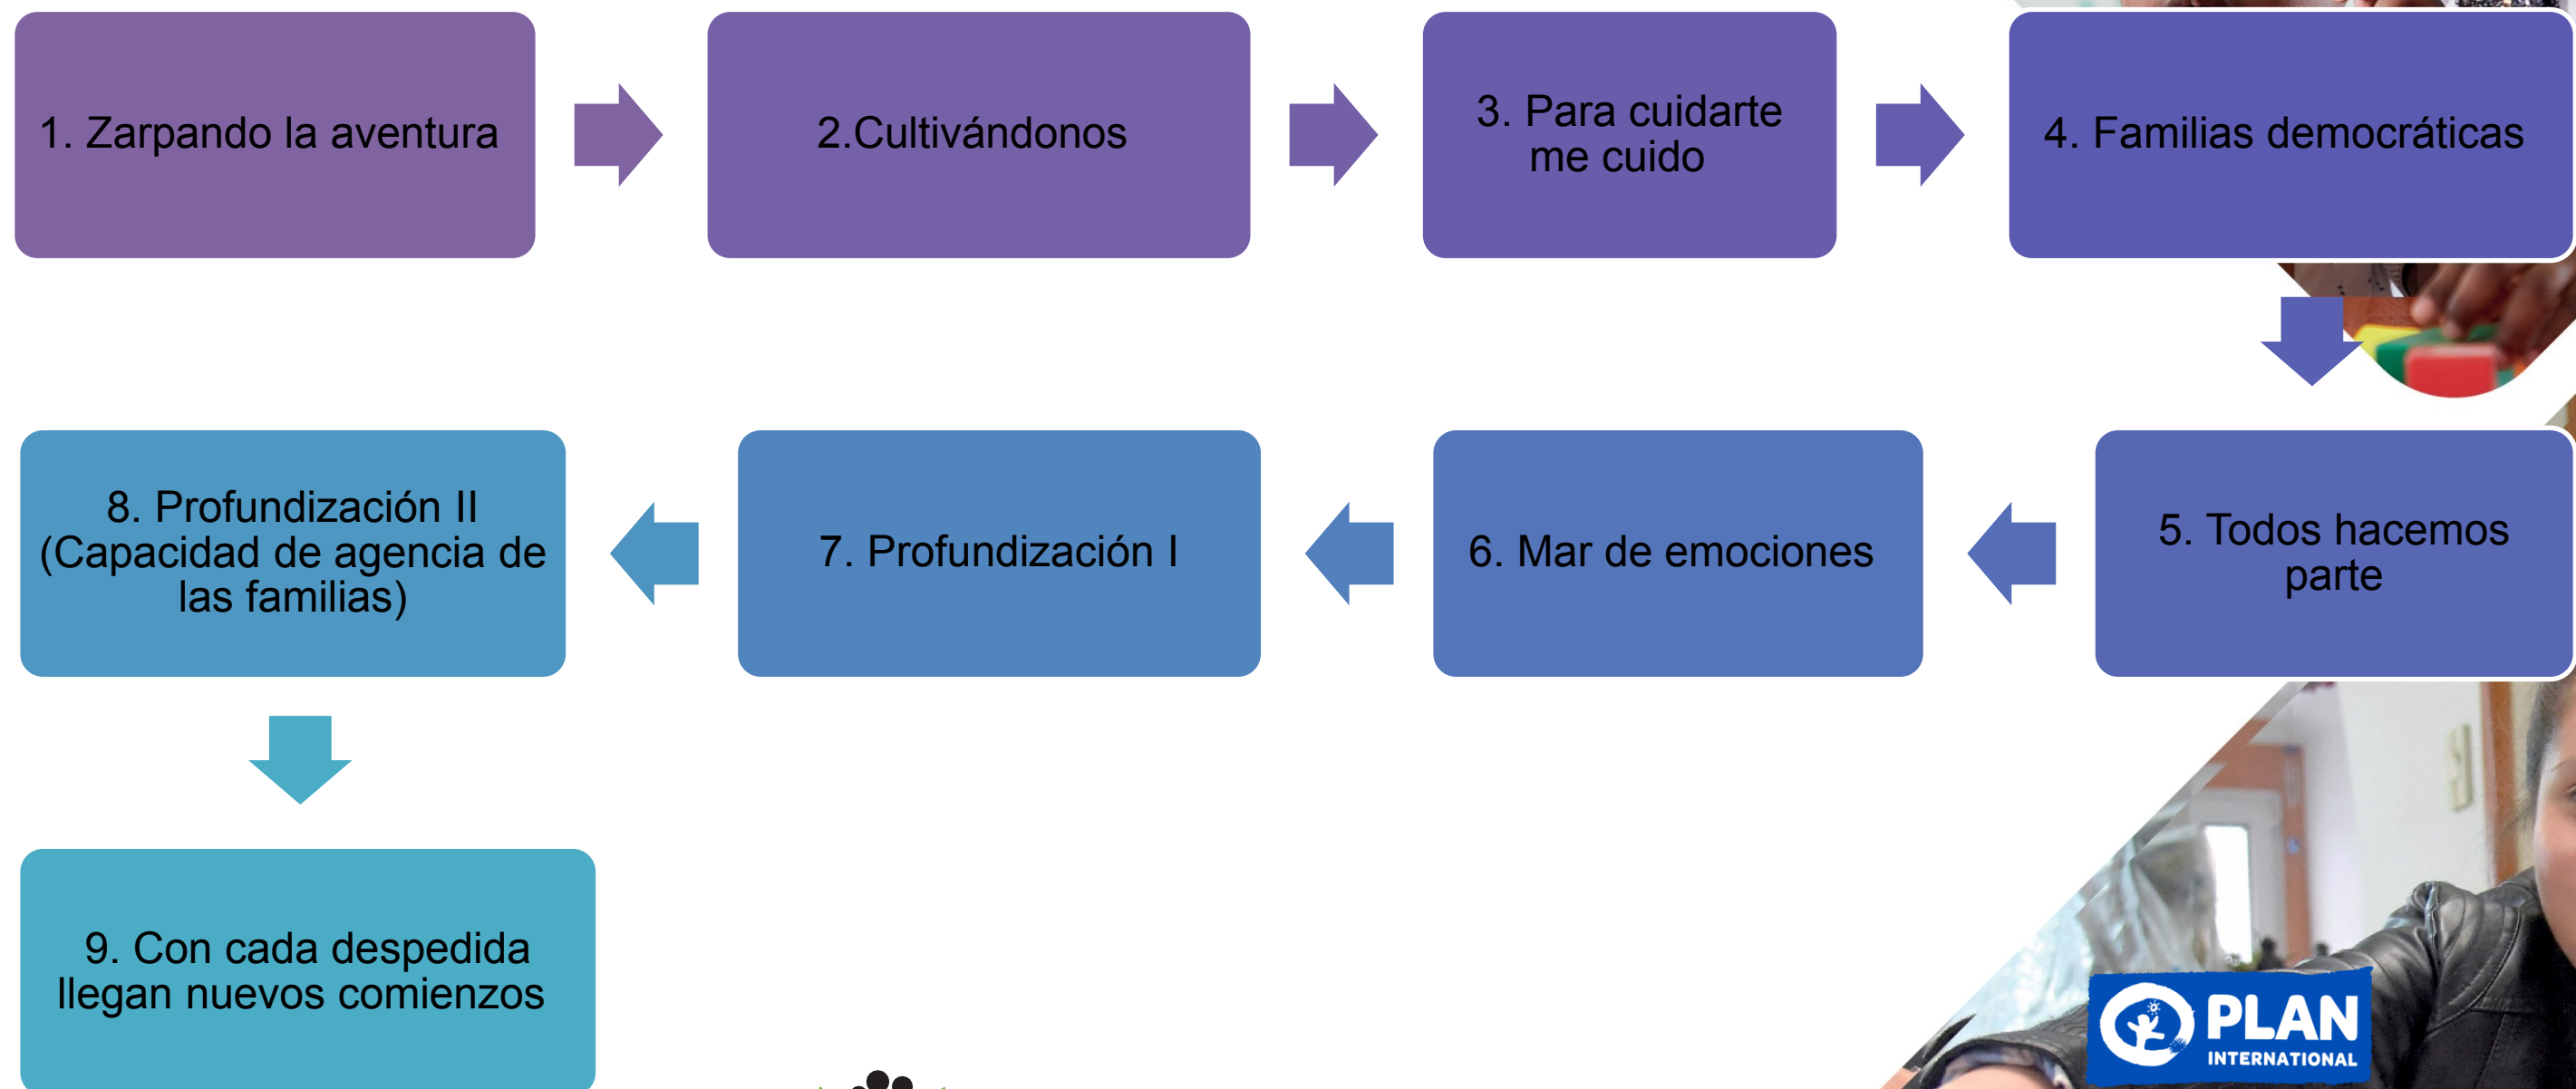 1. Zarpando la aventura
2.Cultivándonos
3. Para cuidarte
me cuido
4. Familias democráticas
5. Todos hacemos
parte
6. Mar de emociones
7. Profundización I
8. Profundización II
(Capacidad de agencia de
las familias)
9. Con cada despedida
llegan nuevos comienzos
PLAN
INTERNATIONAL